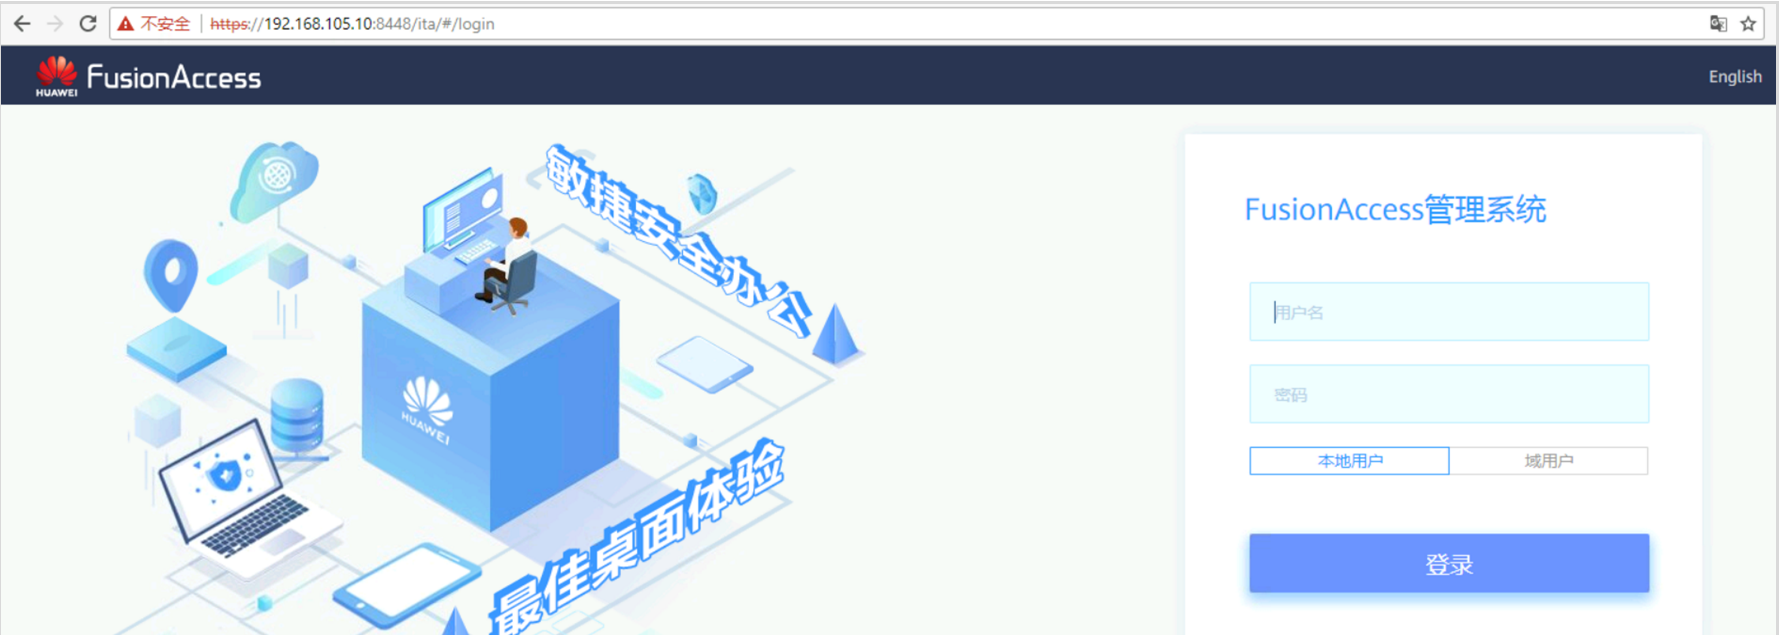 不安全 https://192.168.105.10:8448/ita/#/login
HUAWEI FusionAccess
English
敏捷安全办公
FusionAccess管理系统
用户名
HUAWEI
密码
本地用户 域用户
最佳桌面体验
登录